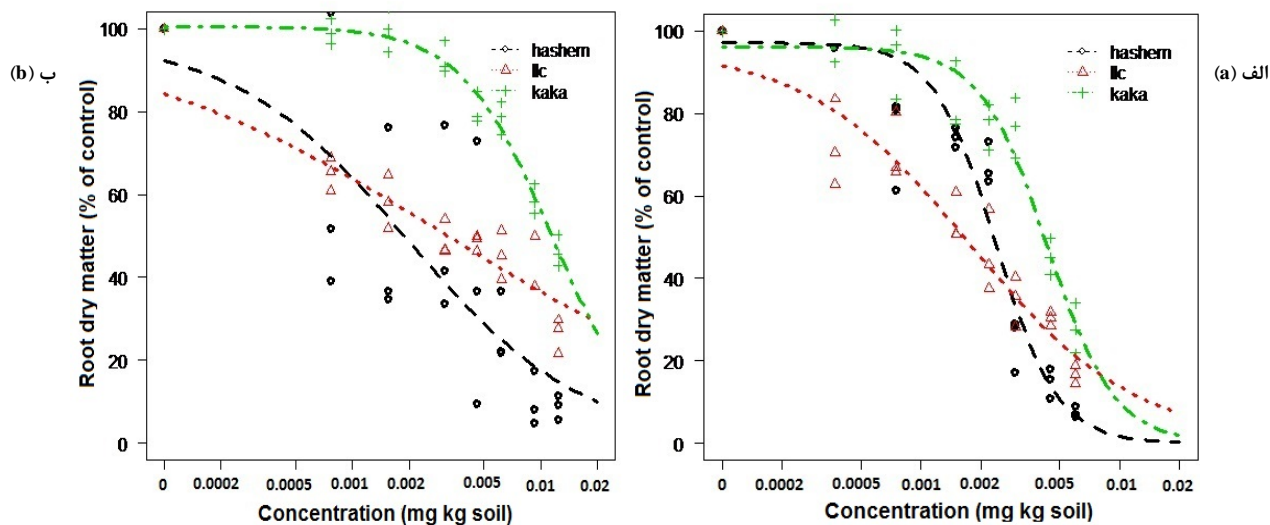 (b) ب
Root dry matter (% of control)
100
80
60
40
20
0
hashem
llc
kaka
0 0.0002 0.0005 0.001 0.002 0.005 0.01 0.02
Concentration (mg kg soil)
الف (a)
Root dry matter (% of control)
100
80
60
40
20
0
hashem
llc
kaka
0 0.0002 0.0005 0.001 0.002 0.005 0.01 0.02
Concentration (mg kg soil)